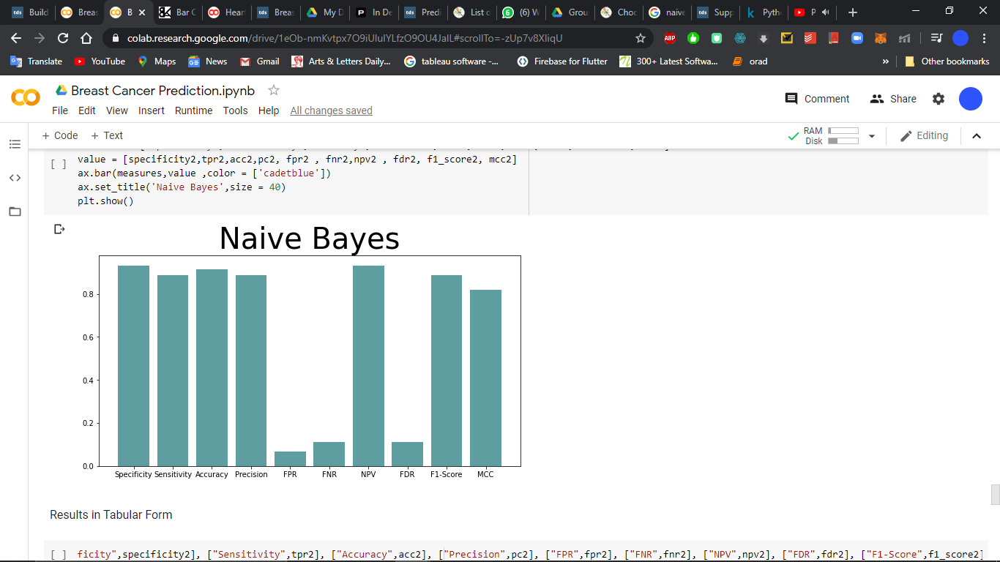 Build Breas B Bar C Hear Breas My D In De Predi List o (6) W Grou Choc naive Supp Pyth P
colab.research.google.com/drive/1eOb-nmKvtpx7O9iUluIYLfzO9OU4JalL#scrollTo=-zUp7v8XIiqU
Translate YouTube Maps News Gmail Arts & Letters Daily... tableau software -... Firebase for Flutter 300+ Latest Softwa... orad » Other bookmarks
Breast Cancer Prediction.ipynb
Comment Share
File Edit View Insert Runtime Tools Help All changes saved
+ Code + Text RAM Disk Editing
[ ] value = [specificity2,tpr2,acc2,pc2, fpr2 , fnr2,npv2 , fdr2, f1_score2, mcc2]
ax.bar(measures,value ,color = ['cadetblue'])
ax.set_title('Naive Bayes',size = 40)
plt.show()
Naive Bayes
0.8
0.6
0.4
0.2
0.0
Specificity Sensitivity Accuracy Precision FPR FNR NPV FDR F1-Score MCC
Results in Tabular Form
[ ] ficity",specificity2], ["Sensitivity",tpr2], ["Accuracy",acc2], ["Precision",pc2], ["FPR",fpr2], ["FNR",fnr2], ["NPV",npv2], ["FDR",fdr2], ["F1-Score",f1_score2]